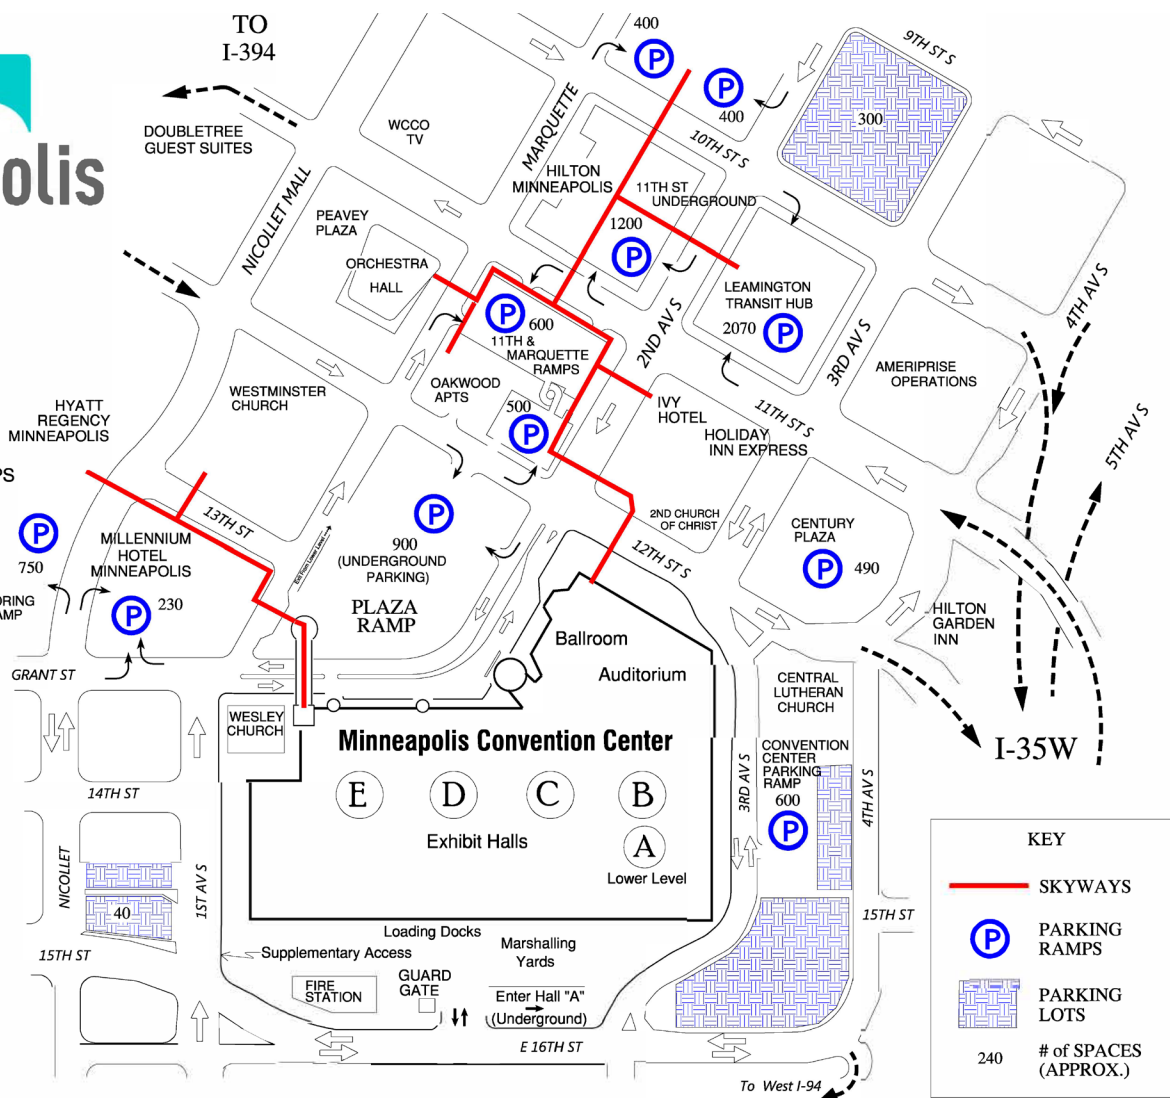 TO
I-394
400
400
9TH ST S
300
DOUBLETREE
GUEST SUITES
WCCO
TV
MARQUETTE
10TH ST S
olis
NICOLLET MALL
HILTON
MINNEAPOLIS
11TH ST
UNDERGROUND
1200
P
P
P
PEAVEY
PLAZA
ORCHESTRA
HALL
LEAMINGTON
TRANSIT HUB
2070
P
P
600
11TH &
MARQUETTE
RAMPS
2ND AV S
3RD AV S
4TH AV S
AMERIPRISE
OPERATIONS
OAKWOOD
APTS
500
P
WESTMINSTER
CHURCH
IVY
HOTEL
HOLIDAY
INN EXPRESS
11TH ST S
5TH AV S
HYATT
REGENCY
MINNEAPOLIS
PS
P
750
13TH ST
MILLENNIUM
HOTEL
MINNEAPOLIS
P
230
ORING
AMP
Exit From Lower Level
P
900
(UNDERGROUND
PARKING)
PLAZA
RAMP
2ND CHURCH
OF CHRIST
12TH ST S
CENTURY
PLAZA
P
490
HILTON
GARDEN
INN
GRANT ST
Ballroom
Auditorium
CENTRAL
LUTHERAN
CHURCH
WESLEY
CHURCH
Minneapolis Convention Center
I-35W
E
D
C
B
A
Lower Level
Exhibit Halls
CONVENTION
CENTER
PARKING
RAMP
600
P
3RD AV S
4TH AV S
14TH ST
NICOLLET
40
1ST AV S
15TH ST
15TH ST
Loading Docks
Supplementary Access
Marshalling
Yards
FIRE
STATION
GUARD
GATE
Enter Hall "A"
(Underground)
E 16TH ST
To West I-94
KEY
SKYWAYS
P
PARKING
RAMPS
PARKING
LOTS
240
# of SPACES
(APPROX.)